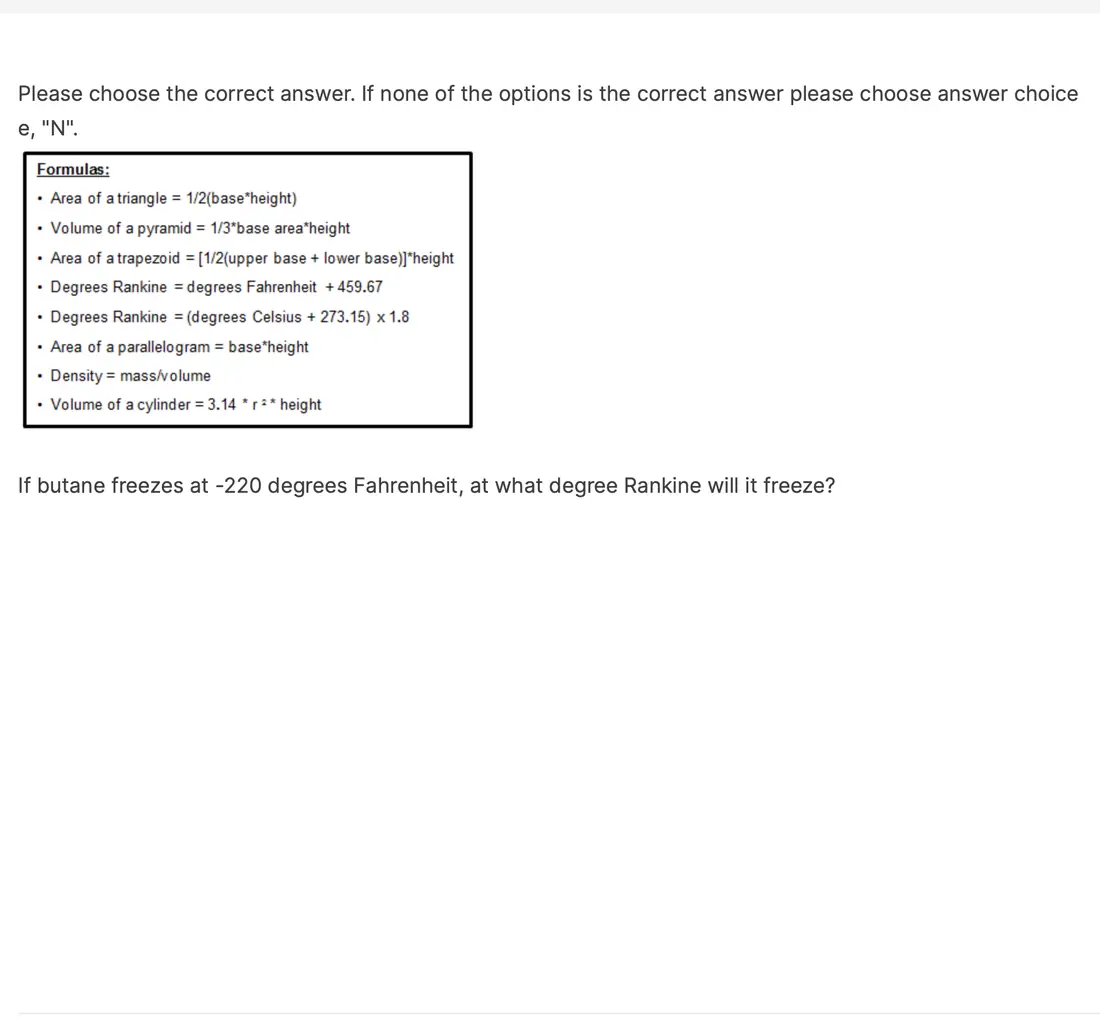 Please choose the correct answer. If none of the options is the correct answer please choose answer choice
e, "N".
Formulas:
• Area of a triangle = 1/2(base*height)
• Volume of a pyramid = 1/3*base area*height
• Area of a trapezoid = [1/2(upper base + lower base)]*height
• Degrees Rankine = degrees Fahrenheit + 459.67
• Degrees Rankine = (degrees Celsius + 273.15) x 1.8
• Area of a parallelogram = base*height
• Density = mass/volume
• Volume of a cylinder = 3.14 * r ² * height
If butane freezes at -220 degrees Fahrenheit, at what degree Rankine will it freeze?